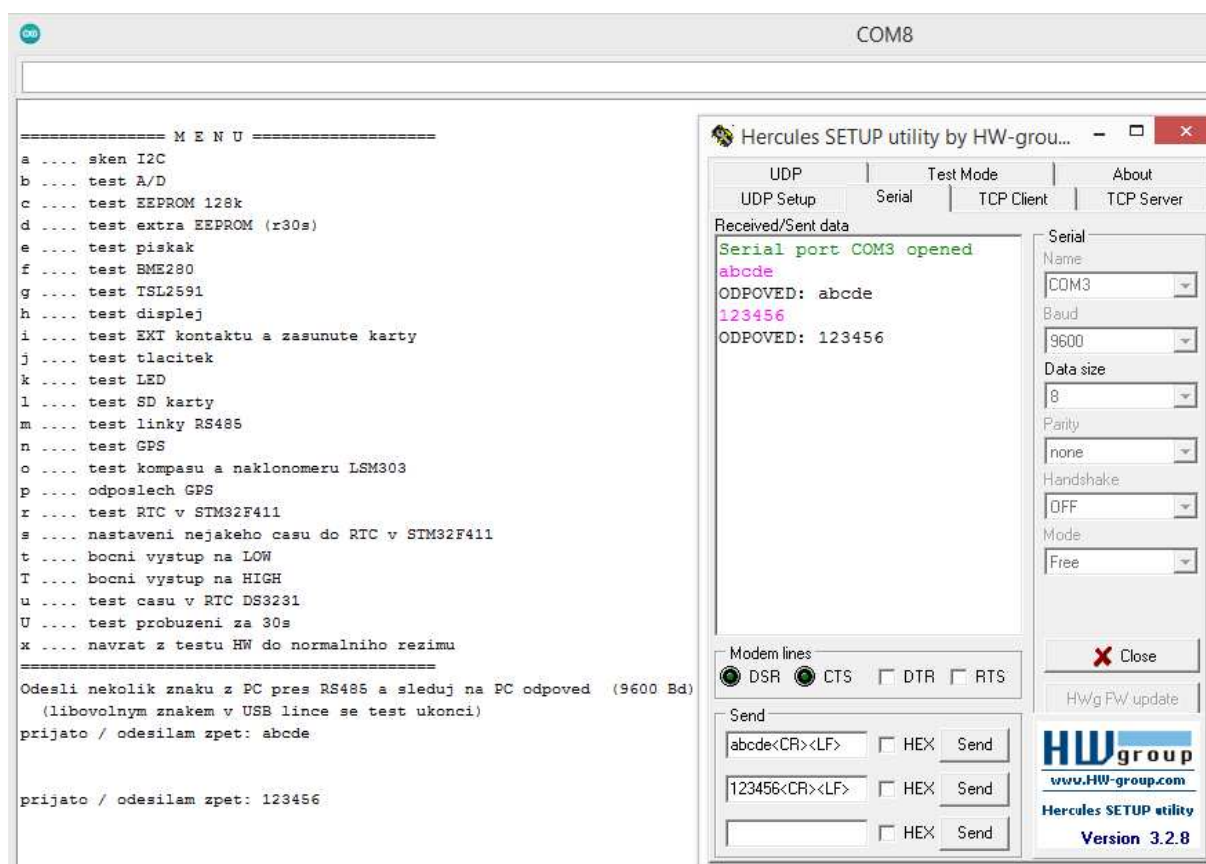 COM8
=============== M E N U ===================
a .... sken I2C
b .... test A/D
c .... test EEPROM 128k
d .... test extra EEPROM (r30s)
e .... test piskak
f .... test BME280
g .... test TSL2591
h .... test displej
i .... test EXT kontaktu a zasunute karty
j .... test tlacitek
k .... test LED
l .... test SD karty
m .... test linky RS485
n .... test GPS
o .... test kompasu a naklonomeru LSM303
p .... odposlech GPS
r .... test RTC v STM32F411
s .... nastaveni nejakeho casu do RTC v STM32F411
t .... bocni vystup na LOW
T .... bocni vystup na HIGH
u .... test casu v RTC DS3231
U .... test probuzeni za 30s
x .... navrat z testu HW do normalniho rezimu
===========================================
Odesli nekolik znaku z PC pres RS485 a sleduj na PC odpoved  (9600 Bd)
(libovolnym znakem v USB lince se test ukonci)
prijato / odesilam zpet: abcde
prijato / odesilam zpet: 123456
Hercules SETUP utility by HW-grou...
UDP Test Mode About
UDP Setup Serial TCP Client TCP Server
Received/Sent data
Serial port COM3 opened
abcde
ODPOVED: abcde
123456
ODPOVED: 123456
Serial
Name
COM3
Baud
9600
Data size
8
Parity
none
Handshake
OFF
Mode
Free
Modem lines
DSR CTS DTR RTS
Close
HWg FW update
Send
abcde<CR><LF> HEX Send
123456<CR><LF> HEX Send
HEX Send
HWgroup
www.HW-group.com
Hercules SETUP utility
Version 3.2.8